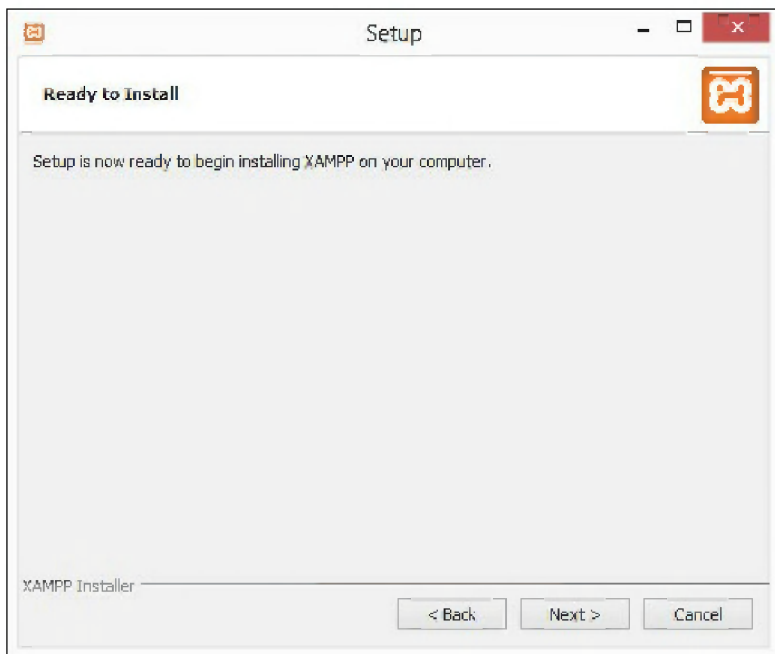 Setup
Ready to Install
Setup is now ready to begin installing XAMPP on your computer.
XAMPP Installer
< Back Next > Cancel